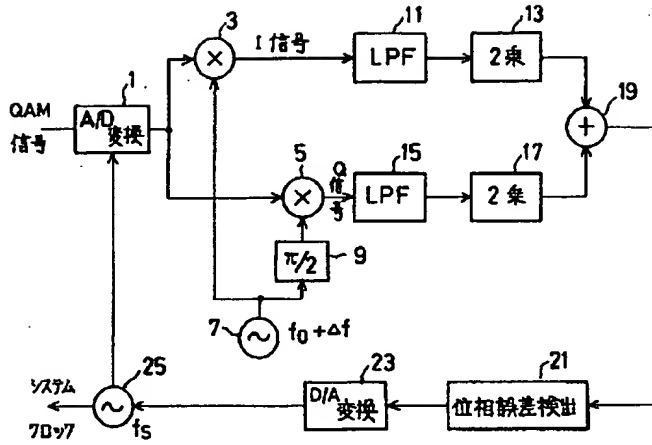 3
I 信号
11
LPF
13
2乗
19
+
1
QAM
信号
A/D
変換
×
5
×
Q
信
号
15
LPF
17
2乗
π/2
9
7
~
f₀+Δf
25
~
fs
システム
クロック
23
D/A
変換
21
位相誤差検出